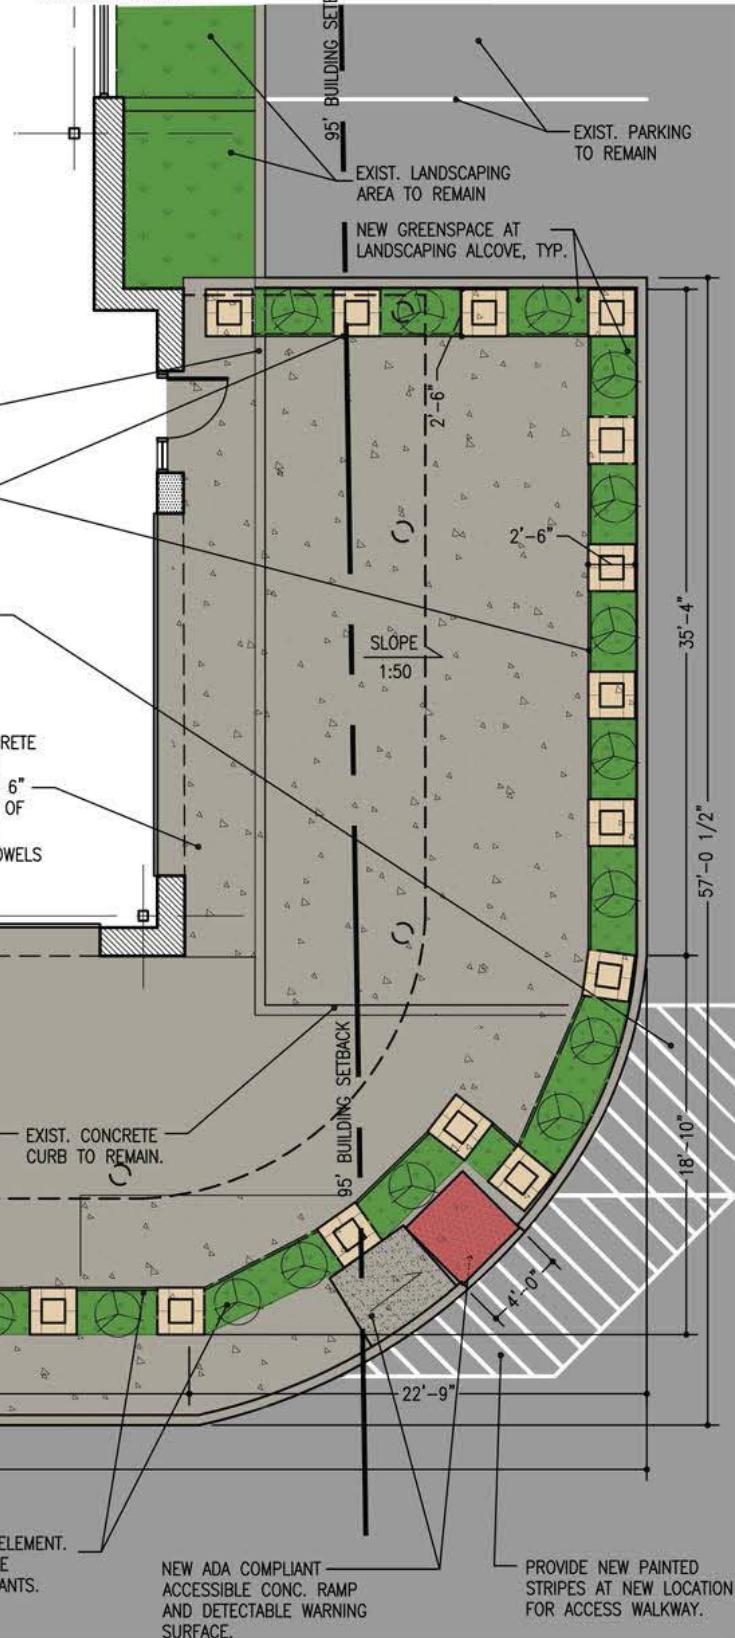 95' BUILDING SETB
EXIST. PARKING
TO REMAIN
EXIST. LANDSCAPING
AREA TO REMAIN
NEW GREENSPACE AT
LANDSCAPING ALCOVE, TYP.
2'-6"
2'-6"
35'-4"
SLOPE
1:50
RETE
6"
OF
OWELS
57'-0 1/2"
95' BUILDING SETBACK
EXIST. CONCRETE
CURB TO REMAIN.
18'-10"
4'-0"
22'-9"
ELEMENT.
E
ANTS.
NEW ADA COMPLIANT
ACCESSIBLE CONC. RAMP
AND DETECTABLE WARNING
SURFACE.
PROVIDE NEW PAINTED
STRIPES AT NEW LOCATION
FOR ACCESS WALKWAY.